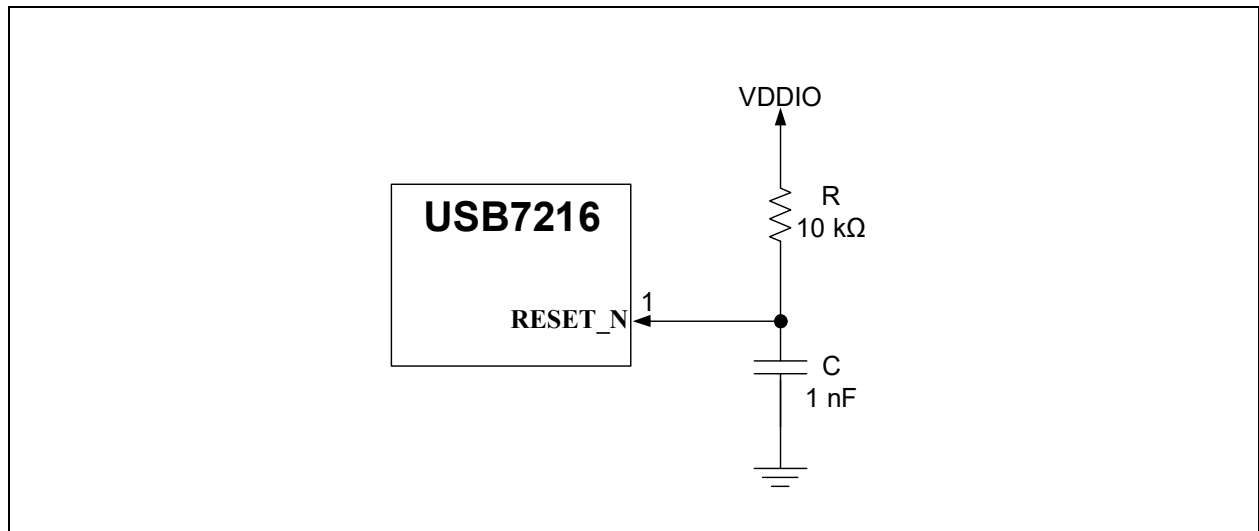 VDDIO
R
10 kΩ
USB7216
1
RESET_N
C
1 nF